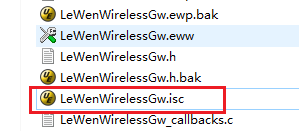 LeWenWirelessGw.ewp.bak
LeWenWirelessGw.eww
LeWenWirelessGw.h
LeWenWirelessGw.h.bak
LeWenWirelessGw.isc
LeWenWirelessGw_callbacks.c